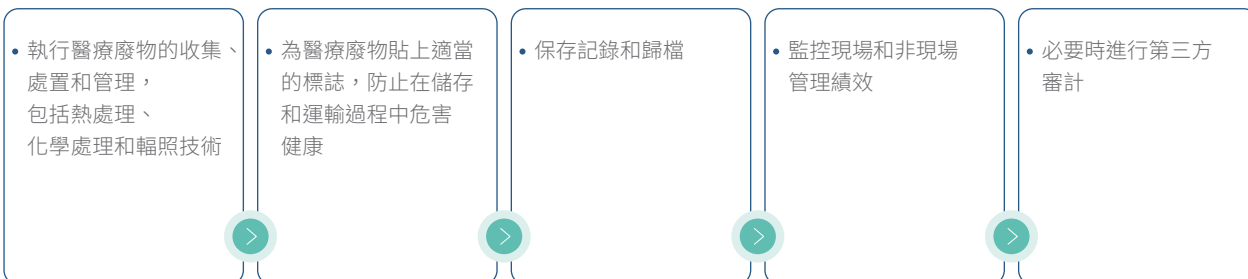 • 執行醫療廢物的收集、
處置和管理，
包括熱處理、
化學處理和輻照技術
• 為醫療廢物貼上適當
的標誌，防止在儲存
和運輸過程中危害
健康
• 保存記錄和歸檔
• 監控現場和非現場
管理績效
• 必要時進行第三方
審計